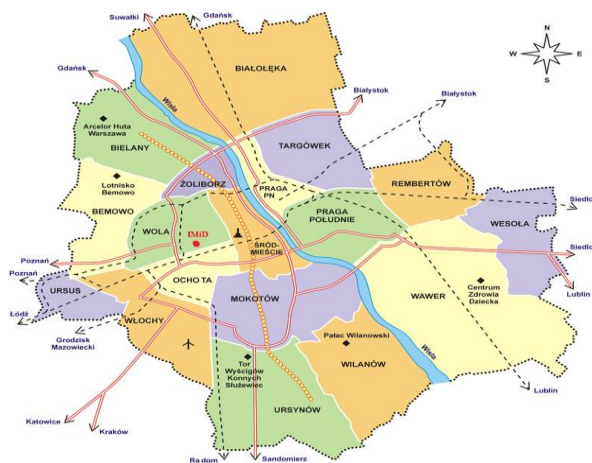 Suwałki
Gdańsk
N
W E
S
BIAŁOŁĘKA
Gdańsk
Wisła
Białystok
Białystok
Arcelor Huta
Warszawa
BIELANY
TARGÓWEK
Lotnisko
Bemowo
ŻOLIBORZ
PRAGA
PN
REMBERTÓW
BEMOWO
WOLA
IMiD
PRAGA
POŁUDNIE
WESOŁA
Siedlce
ŚRÓD-
MIEŚCIE
Siedlce
Poznań
Poznań
OCHOTA
URSUS
MOKOTÓW
WAWER
Centrum
Zdrowia
Dziecka
Lublin
Łódź
WŁOCHY
Grodzisk
Mazowiecki
Pałac Wilanowski
Wisła
Tor
Wyścigów
Konnych
Służewiec
WILANÓW
Lublin
URSYNÓW
Katowice
Kraków
Radom
Sandomierz